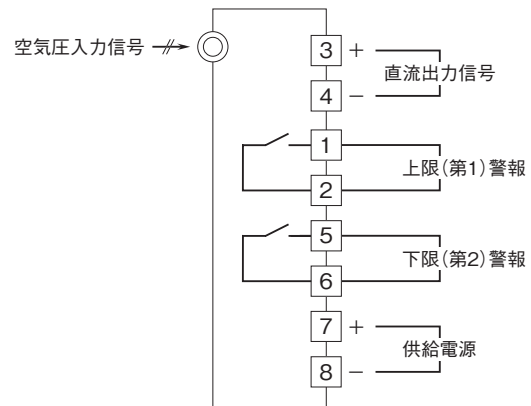 空気圧入力信号
3 +
直流出力信号
4 −
1
上限(第1)警報
2
5
下限(第2)警報
6
7 +
供給電源
8 −